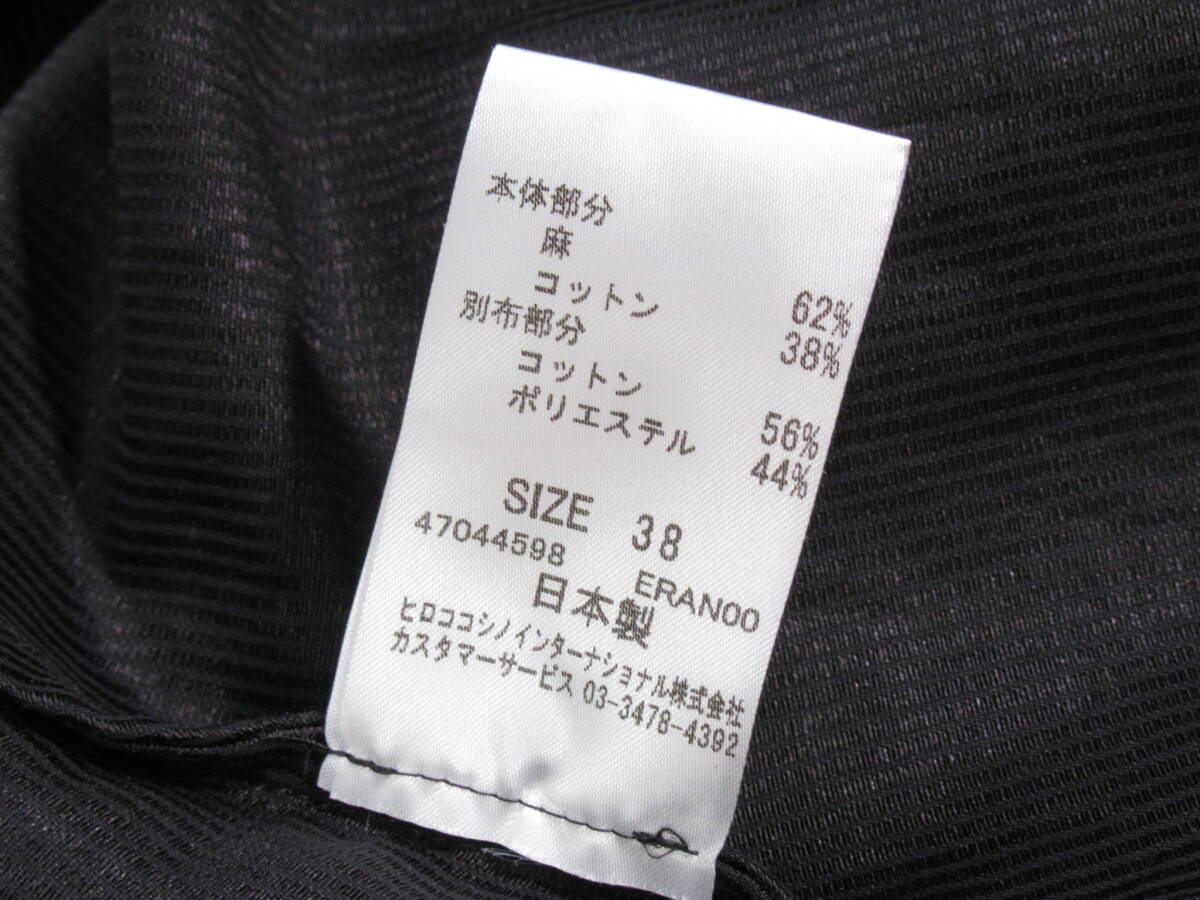 本体部分
麻 62%
コットン 38%
別布部分
コットン 56%
ポリエステル 44%
SIZE 38
47044598 ERAN00
日本製
ヒロココシノインターナショナル株式会社
カスタマーサービス 03-3478-4392